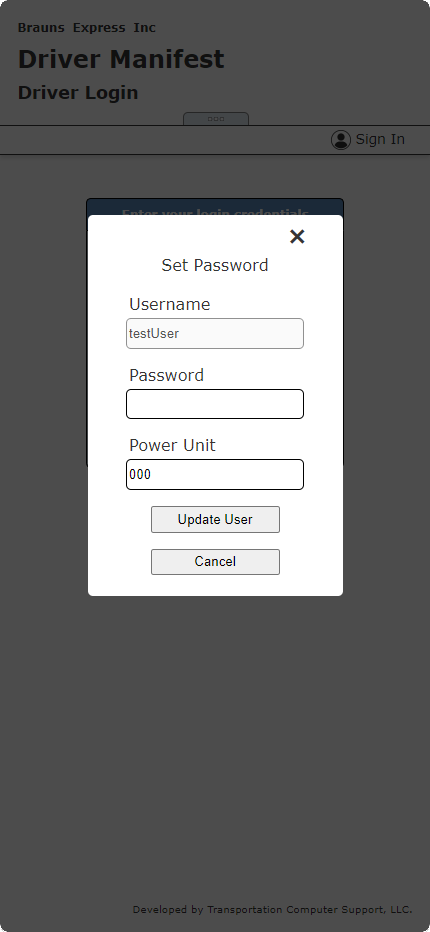 Brauns Express Inc
Driver Manifest
Driver Login
Sign In
Enter your login credentials
Set Password
Username
testUser
Password
Power Unit
000
Update User
Cancel
Developed by Transportation Computer Support, LLC.